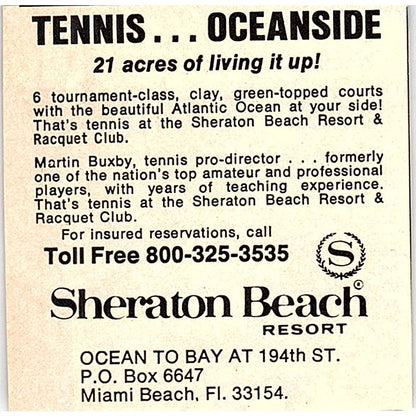 TENNIS . . . OCEANSIDE
21 acres of living it up!
6 tournament-class, clay, green-topped courts
with the beautiful Atlantic Ocean at your side!
That's tennis at the Sheraton Beach Resort &
Racquet Club.
Martin Buxby, tennis pro-director . . . formerly
one of the nation's top amateur and professional
players, with years of teaching experience.
That's tennis at the Sheraton Beach Resort &
Racquet Club.
For insured reservations, call
Toll Free 800-325-3535
S
Sheraton Beach®
RESORT
OCEAN TO BAY AT 194th ST.
P.O. Box 6647
Miami Beach, Fl. 33154.